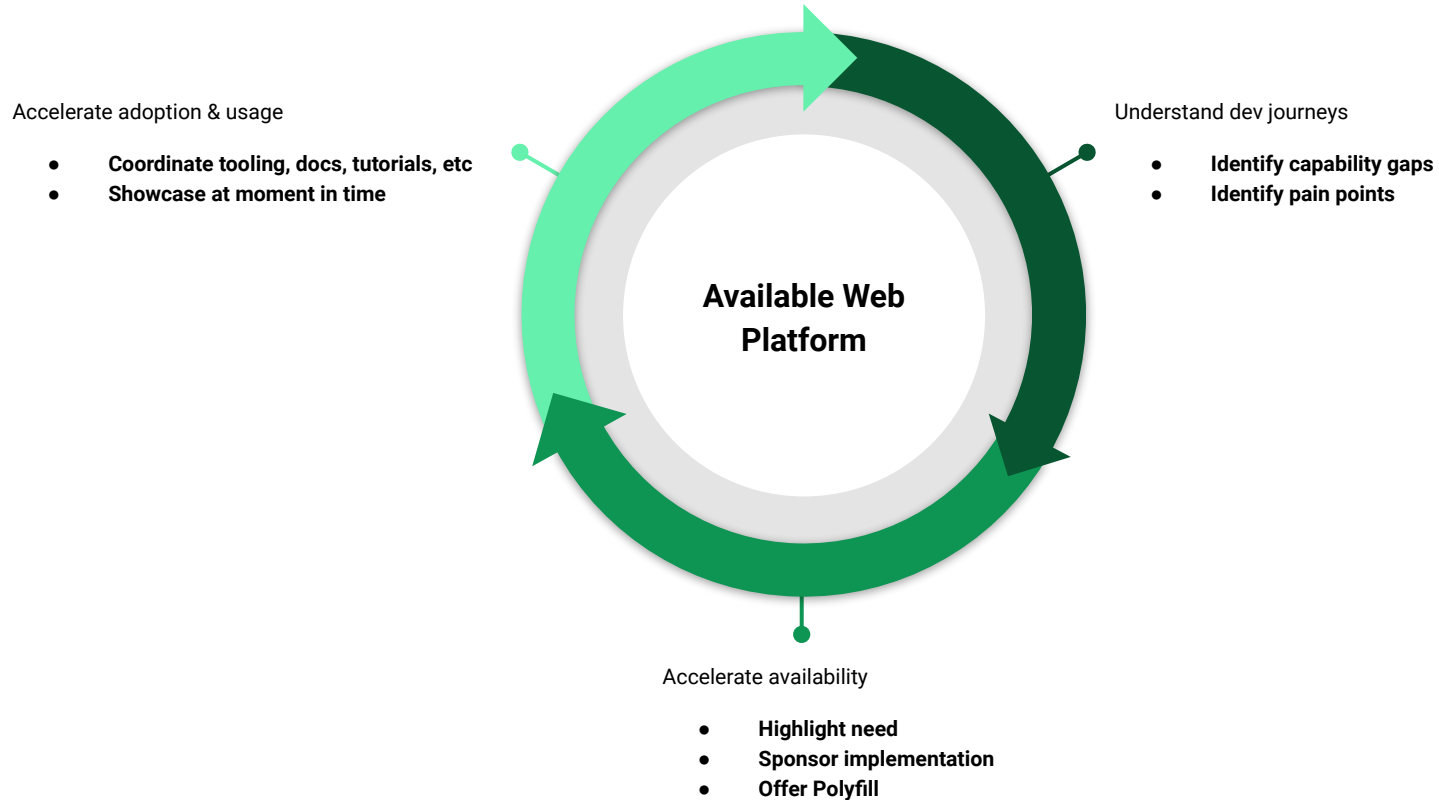 Accelerate adoption & usage
● Coordinate tooling, docs, tutorials, etc
● Showcase at moment in time
Understand dev journeys
● Identify capability gaps
● Identify pain points
Available Web
Platform
Accelerate availability
● Highlight need
● Sponsor implementation
● Offer Polyfill